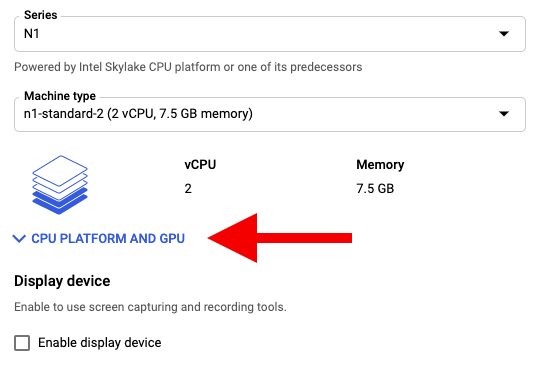 Series
N1
Powered by Intel Skylake CPU platform or one of its predecessors
Machine type
n1-standard-2 (2 vCPU, 7.5 GB memory)
vCPU Memory
2 7.5 GB
CPU PLATFORM AND GPU
Display device
Enable to use screen capturing and recording tools.
Enable display device